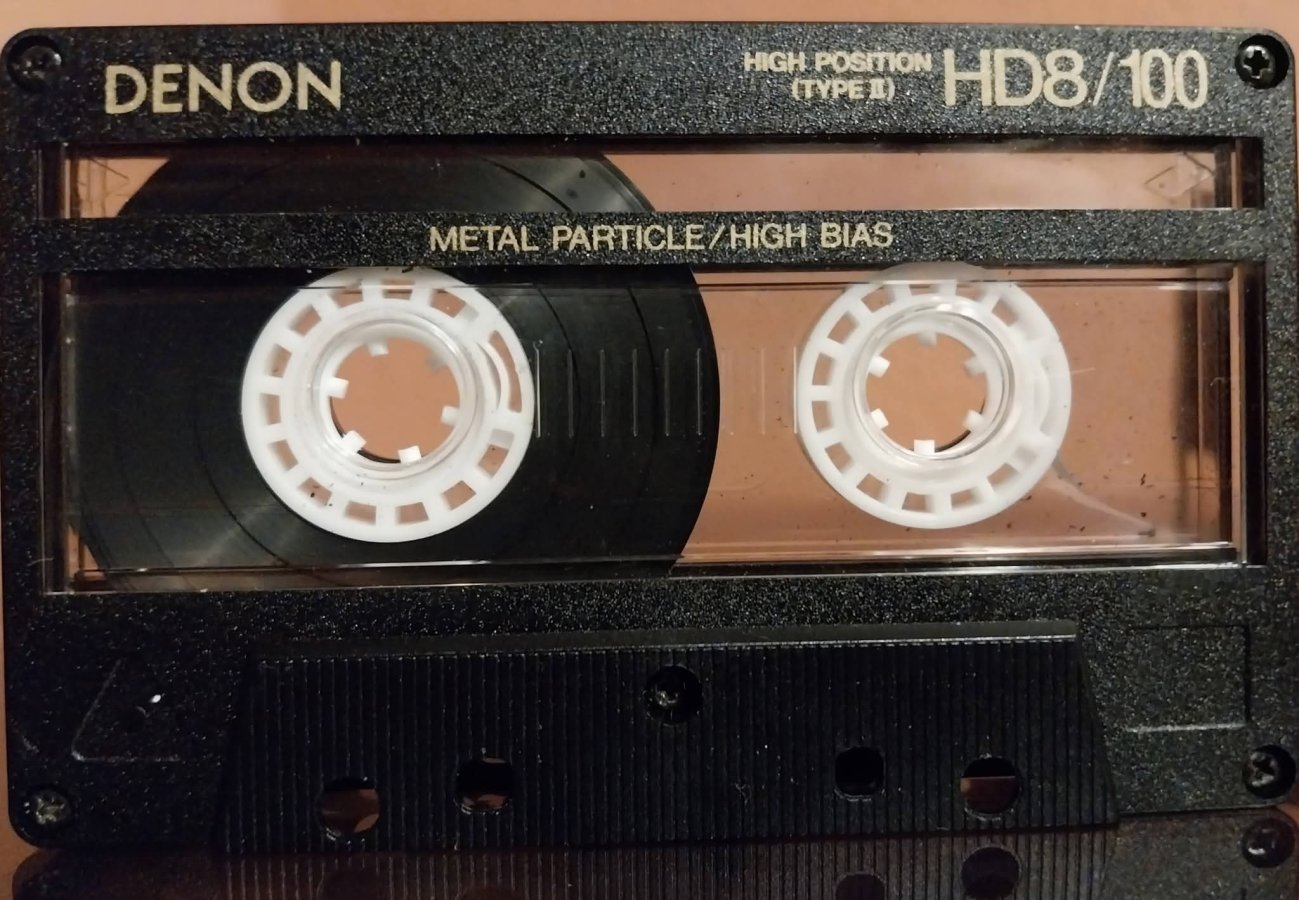 DENON
HIGH POSITION
(TYPE II)
HD8/100
METAL PARTICLE/HIGH BIAS